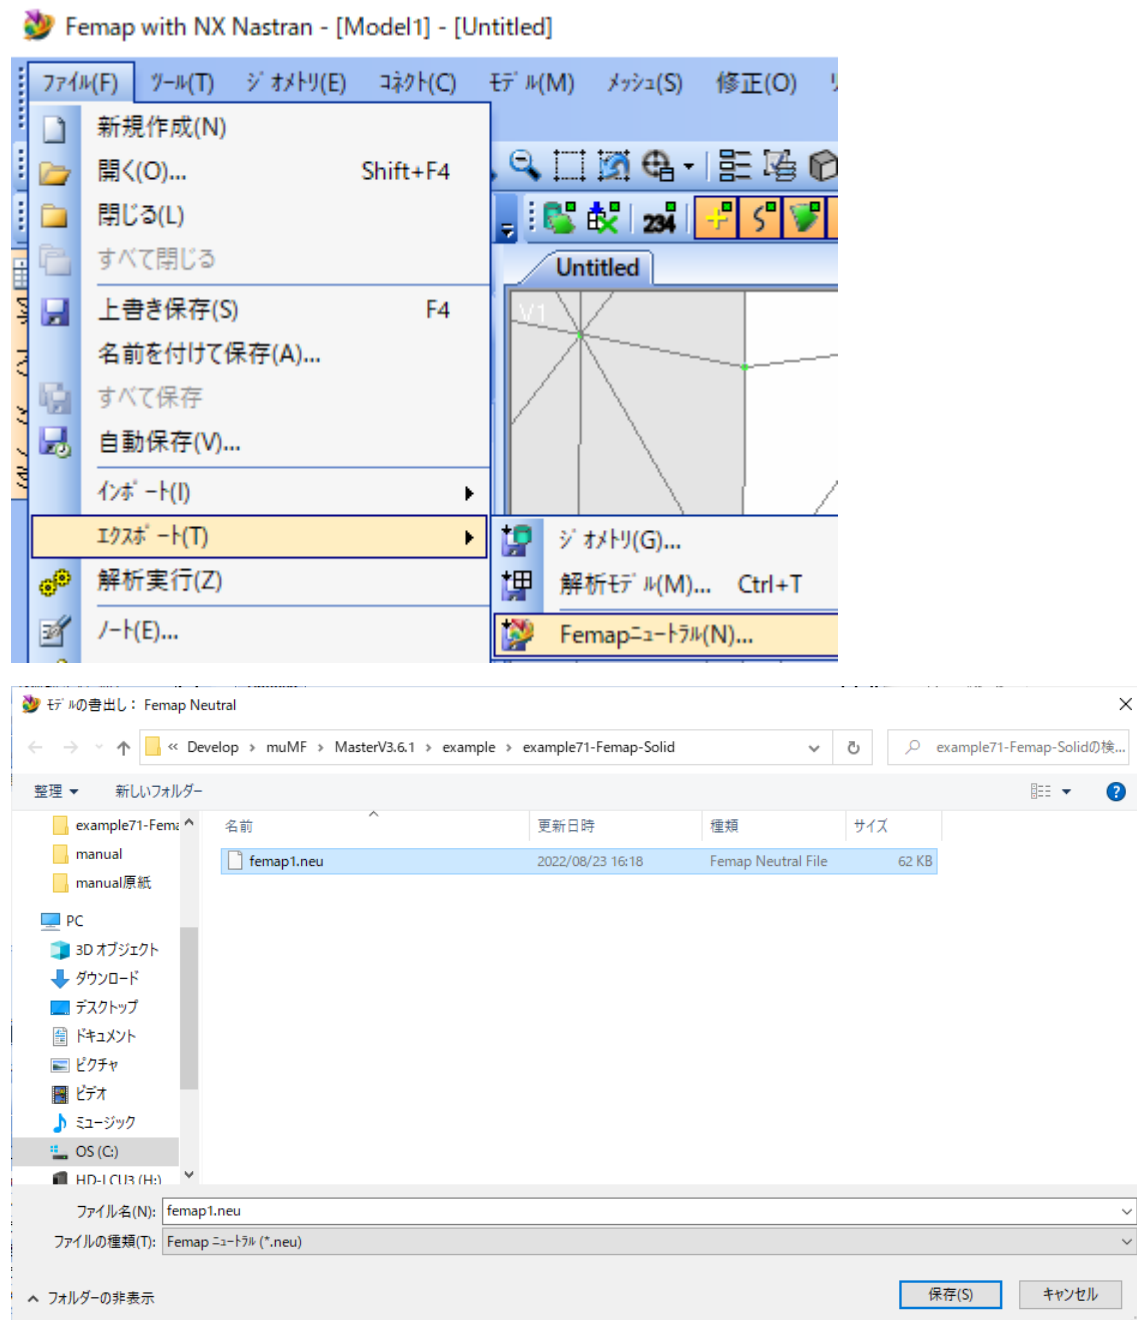 Femap with NX Nastran - [Model1] - [Untitled]
ﾌｧｲﾙ(F) ﾂｰﾙ(T) ｼﾞｵﾒﾄﾘ(E) ｺﾈｸﾄ(C) ﾓﾃﾞﾙ(M) ﾒｯｼｭ(S) 修正(O)
新規作成(N)
開く(O)... Shift+F4
閉じる(L)
すべて閉じる
上書き保存(S) F4
名前を付けて保存(A)...
すべて保存
自動保存(V)...
ｲﾝﾎﾟｰﾄ(I)
ｴｸｽﾎﾟｰﾄ(T)
解析実行(Z)
ﾉｰﾄ(E)...
234
Untitled
V1
ｼﾞｵﾒﾄﾘ(G)...
解析ﾓﾃﾞﾙ(M)... Ctrl+T
Femapﾆｭｰﾄﾗﾙ(N)...
ﾓﾃﾞﾙの書出し： Femap Neutral
« Develop › muMF › MasterV3.6.1 › example › example71-Femap-Solid
example71-Femap-Solidの検...
整理 新しいフォルダー
名前 更新日時 種類 サイズ
femap1.neu 2022/08/23 16:18 Femap Neutral File 62 KB
example71-Fema
manual
manual原紙
PC
3D オブジェクト
ダウンロード
デスクトップ
ドキュメント
ピクチャ
ビデオ
ミュージック
OS (C:)
HD-LCU3 (H:)
ファイル名(N): femap1.neu
ファイルの種類(T): Femap ﾆｭｰﾄﾗﾙ (*.neu)
フォルダーの非表示
保存(S) キャンセル